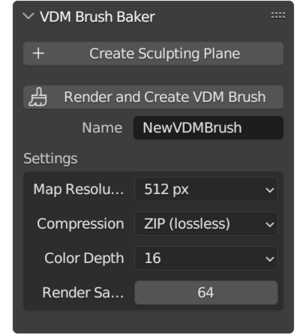 VDM Brush Baker
+ Create Sculpting Plane
Render and Create VDM Brush
Name NewVDMBrush
Settings
Map Resolu... 512 px
Compression ZIP (lossless)
Color Depth 16
Render Sa... 64